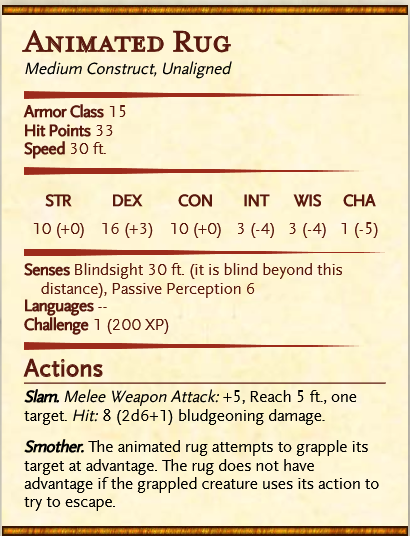 Animated Rug
Medium Construct, Unaligned
Armor Class 15
Hit Points 33
Speed 30 ft.
STR DEX CON INT WIS CHA
10 (+0) 16 (+3) 10 (+0) 3 (-4) 3 (-4) 1 (-5)
Senses Blindsight 30 ft. (it is blind beyond this
distance), Passive Perception 6
Languages --
Challenge 1 (200 XP)
Actions
Slam. Melee Weapon Attack: +5, Reach 5 ft., one
target. Hit: 8 (2d6+1) bludgeoning damage.
Smother. The animated rug attempts to grapple its
target at advantage. The rug does not have
advantage if the grappled creature uses its action to
try to escape.